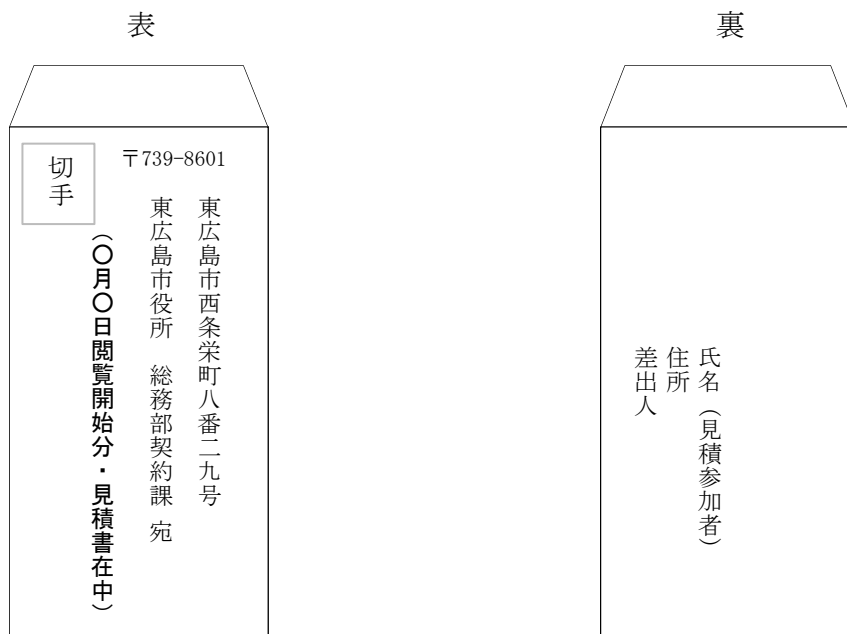 表
切手
〒739-8601
東広島市西条栄町八番二九号
東広島市役所 総務部契約課 宛
（〇月〇日閲覧開始分・見積書在中）
裏
氏名（見積参加者）
住所
差出人